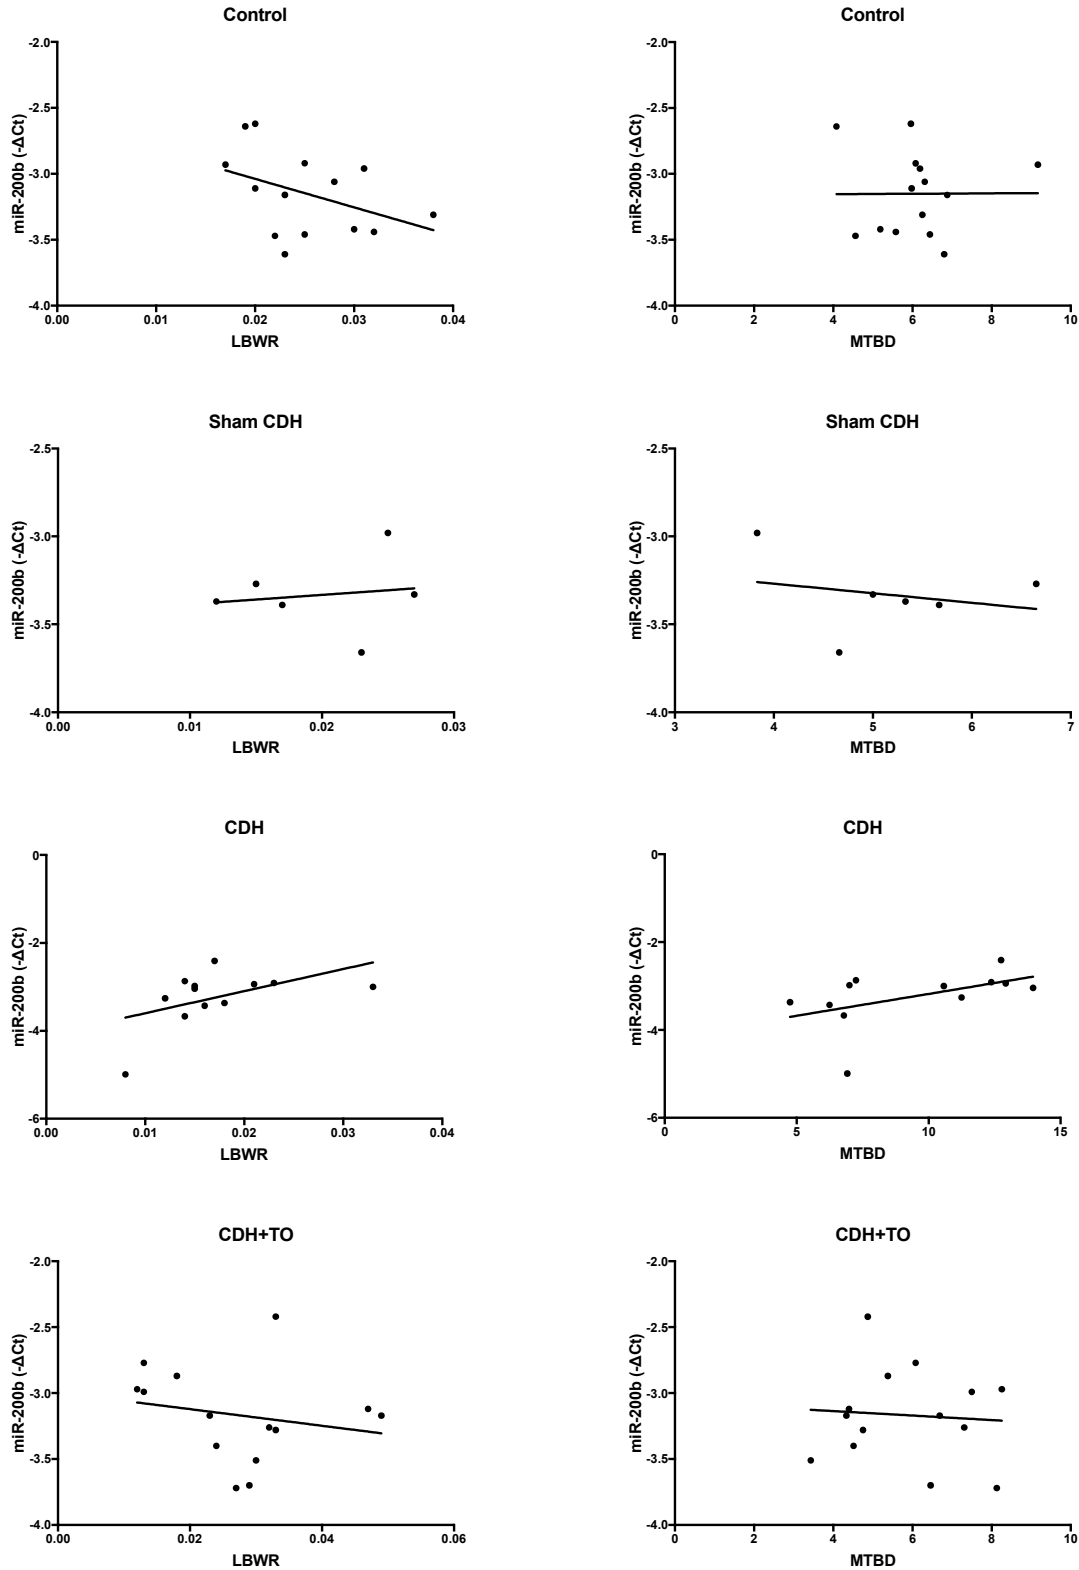 Control
miR-200b (-ΔCt)
-2.0
-2.5
-3.0
-3.5
-4.0
0.00 0.01 0.02 0.03 0.04
LBWR
Control
miR-200b (-ΔCt)
-2.0
-2.5
-3.0
-3.5
-4.0
0 2 4 6 8 10
MTBD
Sham CDH
miR-200b (-ΔCt)
-2.5
-3.0
-3.5
-4.0
0.00 0.01 0.02 0.03
LBWR
Sham CDH
miR-200b (-ΔCt)
-2.5
-3.0
-3.5
-4.0
3 4 5 6 7
MTBD
CDH
miR-200b (-ΔCt)
0
-2
-4
-6
0.00 0.01 0.02 0.03 0.04
LBWR
CDH
miR-200b (-ΔCt)
0
-2
-4
-6
0 5 10 15
MTBD
CDH+TO
miR-200b (-ΔCt)
-2.0
-2.5
-3.0
-3.5
-4.0
0.00 0.02 0.04 0.06
LBWR
CDH+TO
miR-200b (-ΔCt)
-2.0
-2.5
-3.0
-3.5
-4.0
0 2 4 6 8 10
MTBD